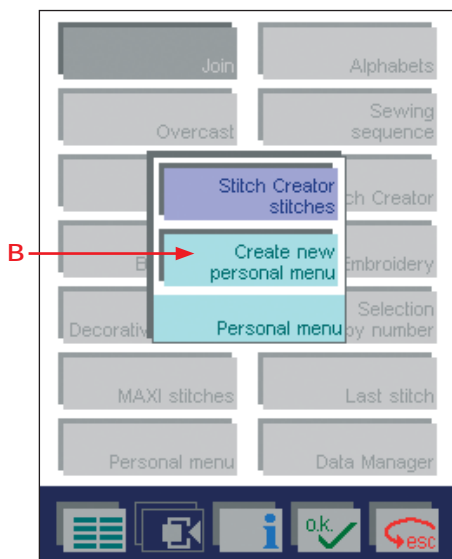 Join
Alphabets
Overcast
Sewing
sequence
Stitch Creator
stitches
ch Creator
B
Create new
personal menu
B
Embroidery
Decorativ
Personal menu
Selection
by number
MAXI stitches
Last stitch
Personal menu
Data Manager
i
o.k.
esc